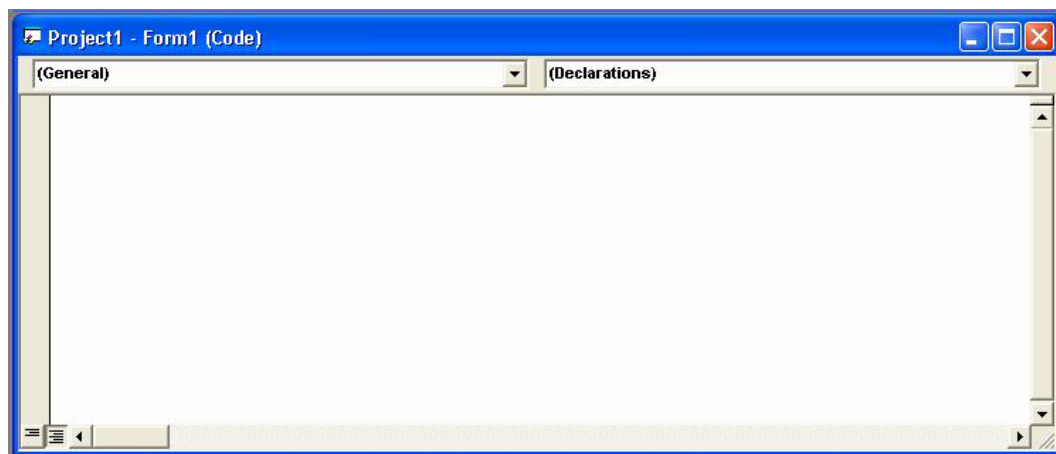 Project1 - Form1 (Code)
(General)
(Declarations)